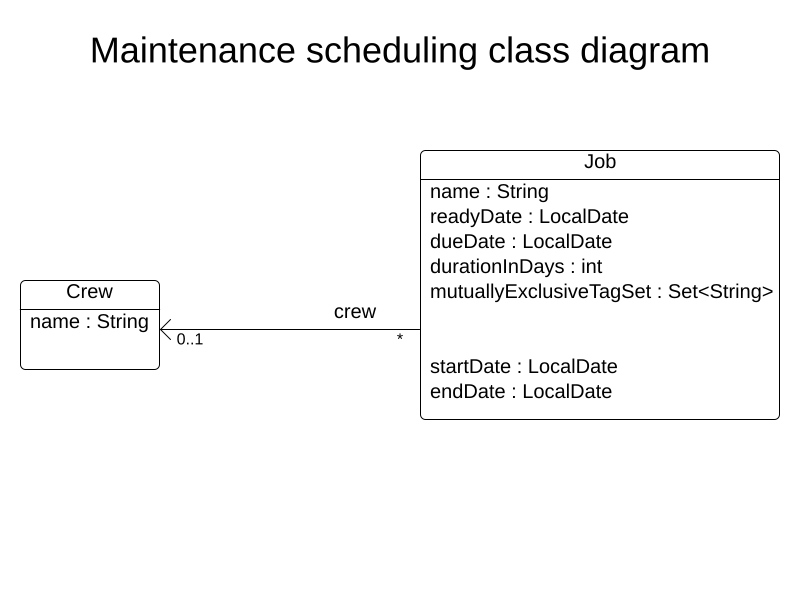 Maintenance scheduling class diagram
Job
name : String
readyDate : LocalDate
dueDate : LocalDate
durationInDays : int
mutuallyExclusiveTagSet : Set<String>
startDate : LocalDate
endDate : LocalDate
Crew
name : String
crew
0..1
*